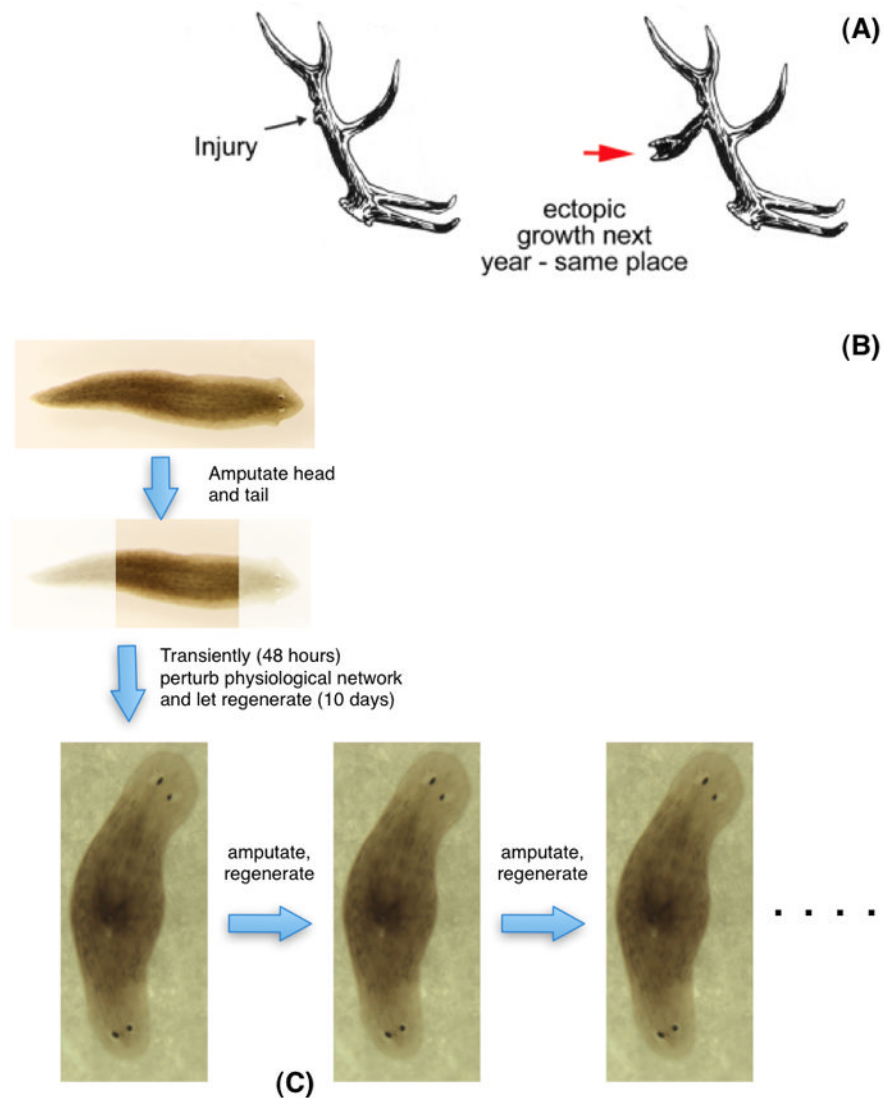 (A)
Injury
ectopic
growth next
year - same place
(B)
Amputate head
and tail
Transiently (48 hours)
perturb physiological network
and let regenerate (10 days)
amputate,
regenerate
amputate,
regenerate
. . . .
(C)